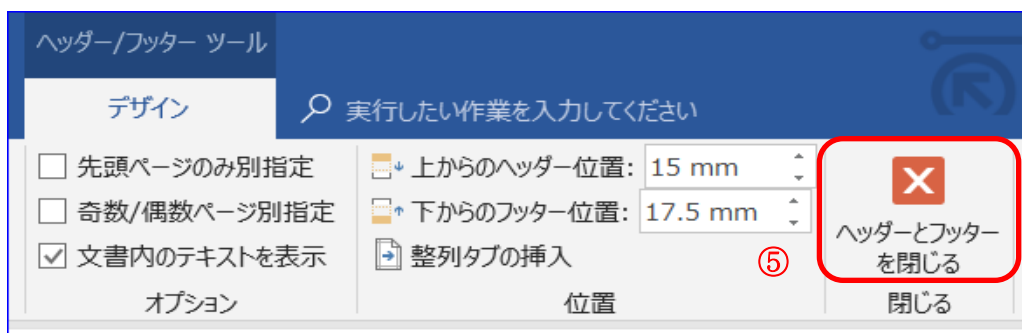 ヘッダー/フッター ツール
デザイン
実行したい作業を入力してください
先頭ページのみ別指定
奇数/偶数ページ別指定
文書内のテキストを表示
オプション
上からのヘッダー位置: 15 mm
下からのフッター位置: 17.5 mm
整列タブの挿入
⑤
位置
ヘッダーとフッター
を閉じる
閉じる